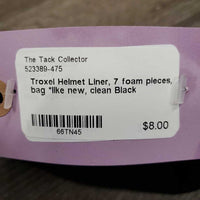 The Tack Collector
523389-475
Troxel Helmet Liner, 7 foam pieces,
bag *like new, clean Black
66TN45
$8.00